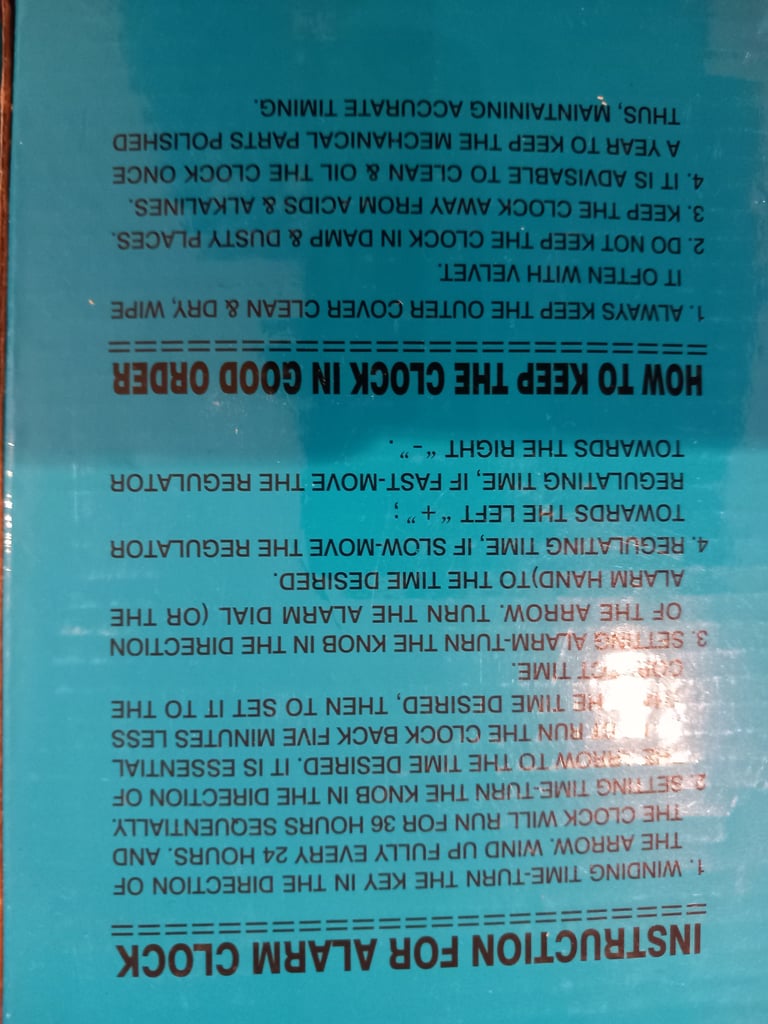 INSTRUCTION FOR ALARM CLOCK
1. WINDING TIME-TURN THE KEY IN THE DIRECTION OF
THE ARROW. WIND UP FULLY EVERY 24 HOURS. AND
THE CLOCK WILL RUN FOR 36 HOURS SEQUENTIALLY.
2. SETTING TIME-TURN THE KNOB IN THE DIRECTION OF
THE ARROW TO THE TIME DESIRED. IT IS ESSENTIAL
RUN THE CLOCK BACK FIVE MINUTES LESS
THE TIME DESIRED, THEN TO SET IT TO THE
TIME.
3. SETTING ALARM-TURN THE KNOB IN THE DIRECTION
OF THE ARROW. TURN THE ALARM DIAL (OR THE
ALARM HAND)TO THE TIME DESIRED.
4. REGULATING TIME, IF SLOW-MOVE THE REGULATOR
TOWARDS THE LEFT “+” ;
REGULATING TIME, IF FAST-MOVE THE REGULATOR
TOWARDS THE RIGHT “-” .
HOW TO KEEP THE CLOCK IN GOOD ORDER
1. ALWAYS KEEP THE OUTER COVER CLEAN & DRY, WIPE
IT OFTEN WITH VELVET.
2. DO NOT KEEP THE CLOCK IN DAMP & DUSTY PLACES.
3. KEEP THE CLOCK AWAY FROM ACIDS & ALKALINES.
4. IT IS ADVISABLE TO CLEAN & OIL THE CLOCK ONCE
A YEAR TO KEEP THE MECHANICAL PARTS POLISHED
THUS, MAINTAINING ACCURATE TIMING.